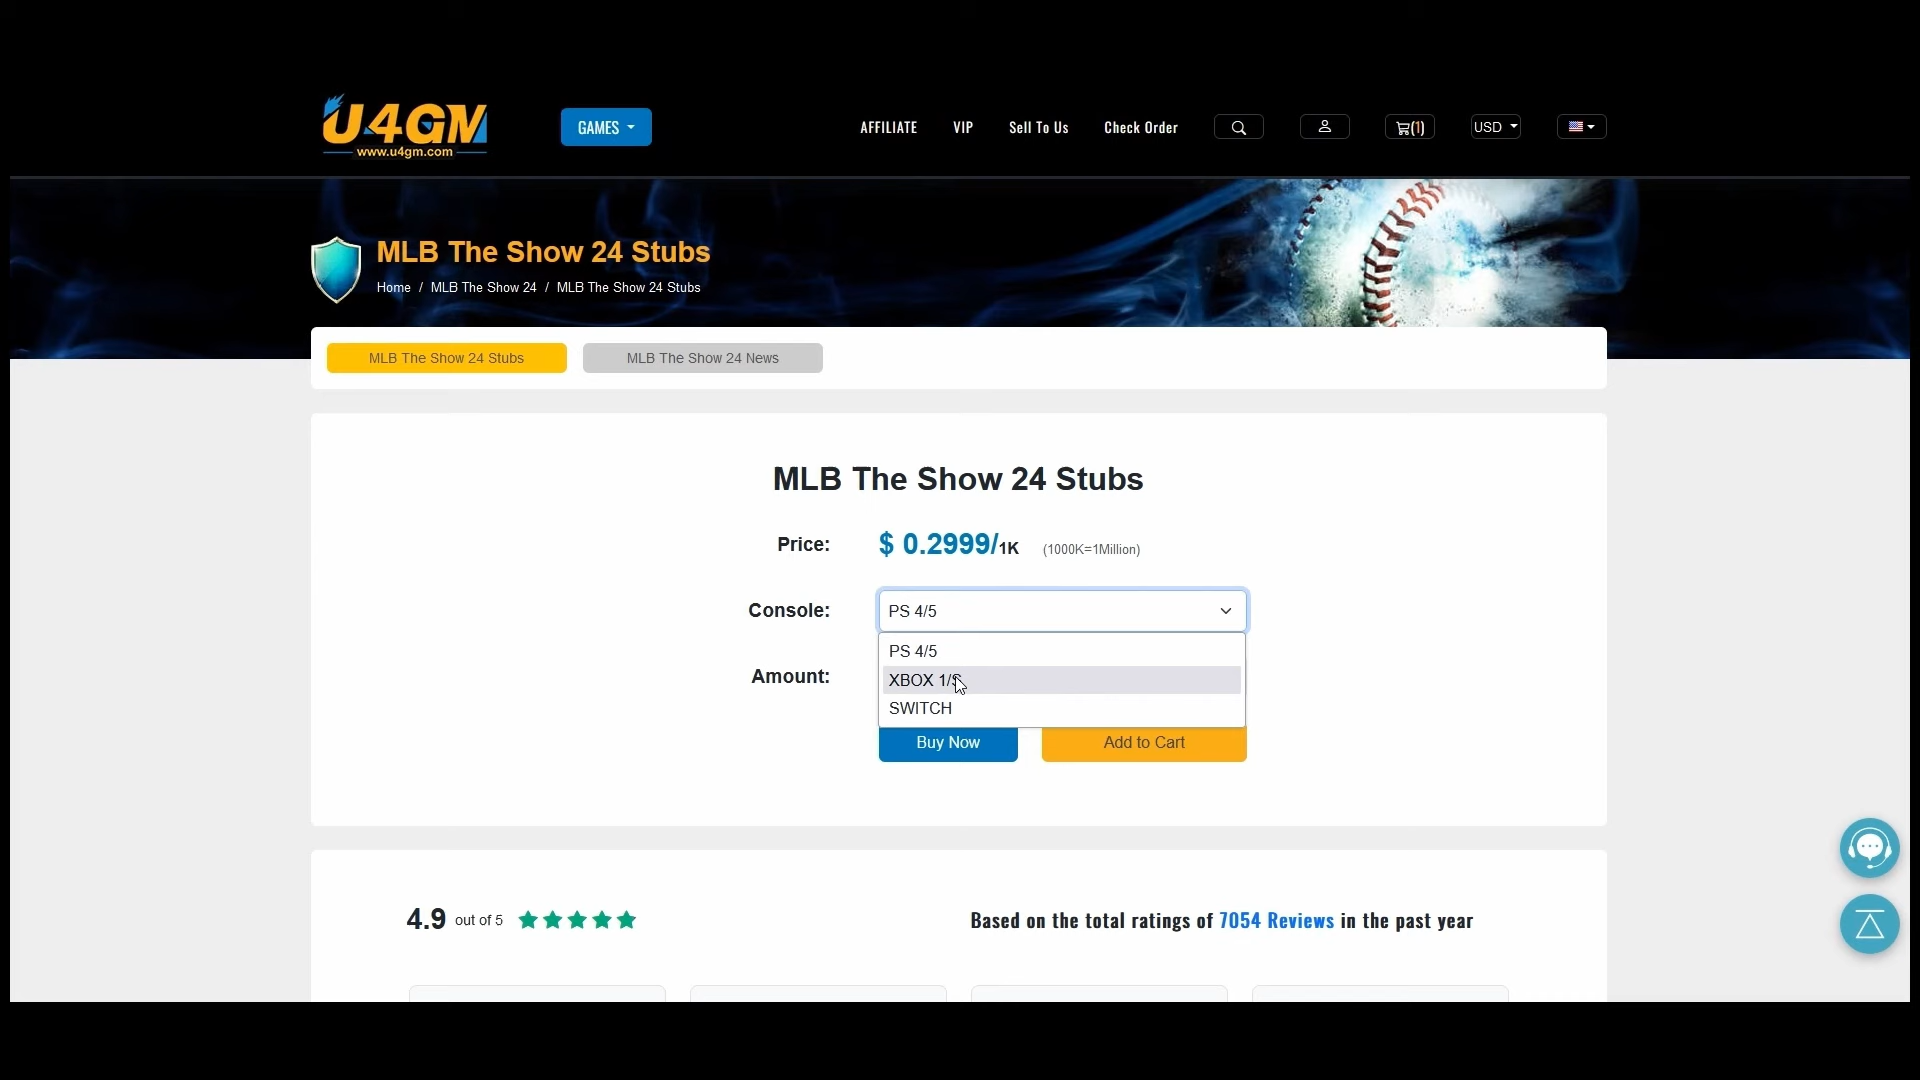 U4GM
www.u4gm.com
GAMES
AFFILIATE
VIP
Sell To Us
Check Order
(1)
USD
MLB The Show 24 Stubs
Home / MLB The Show 24 / MLB The Show 24 Stubs
MLB The Show 24 Stubs
MLB The Show 24 News
MLB The Show 24 Stubs
Price: $ 0.2999/1K (1000K=1Million)
Console: PS 4/5
PS 4/5
XBOX 1/S
SWITCH
Amount:
Buy Now
Add to Cart
4.9 out of 5
Based on the total ratings of 7054 Reviews in the past year